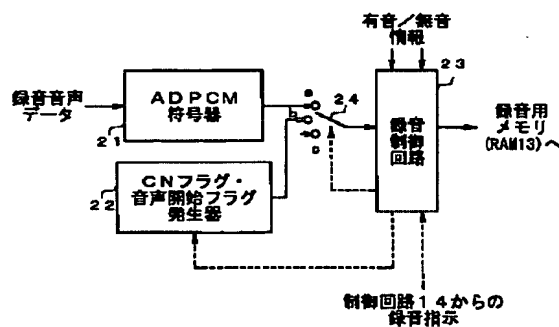 有音／無音
情報
２３
録音音声
データ
ＡＤＰＣＭ
符号器
２１
２４
録音
制御
回路
録音用
メモリ
(RAM13)へ
ＣＮフラグ・
音声開始フラグ
発生器
２２
制御回路１４からの
録音指示